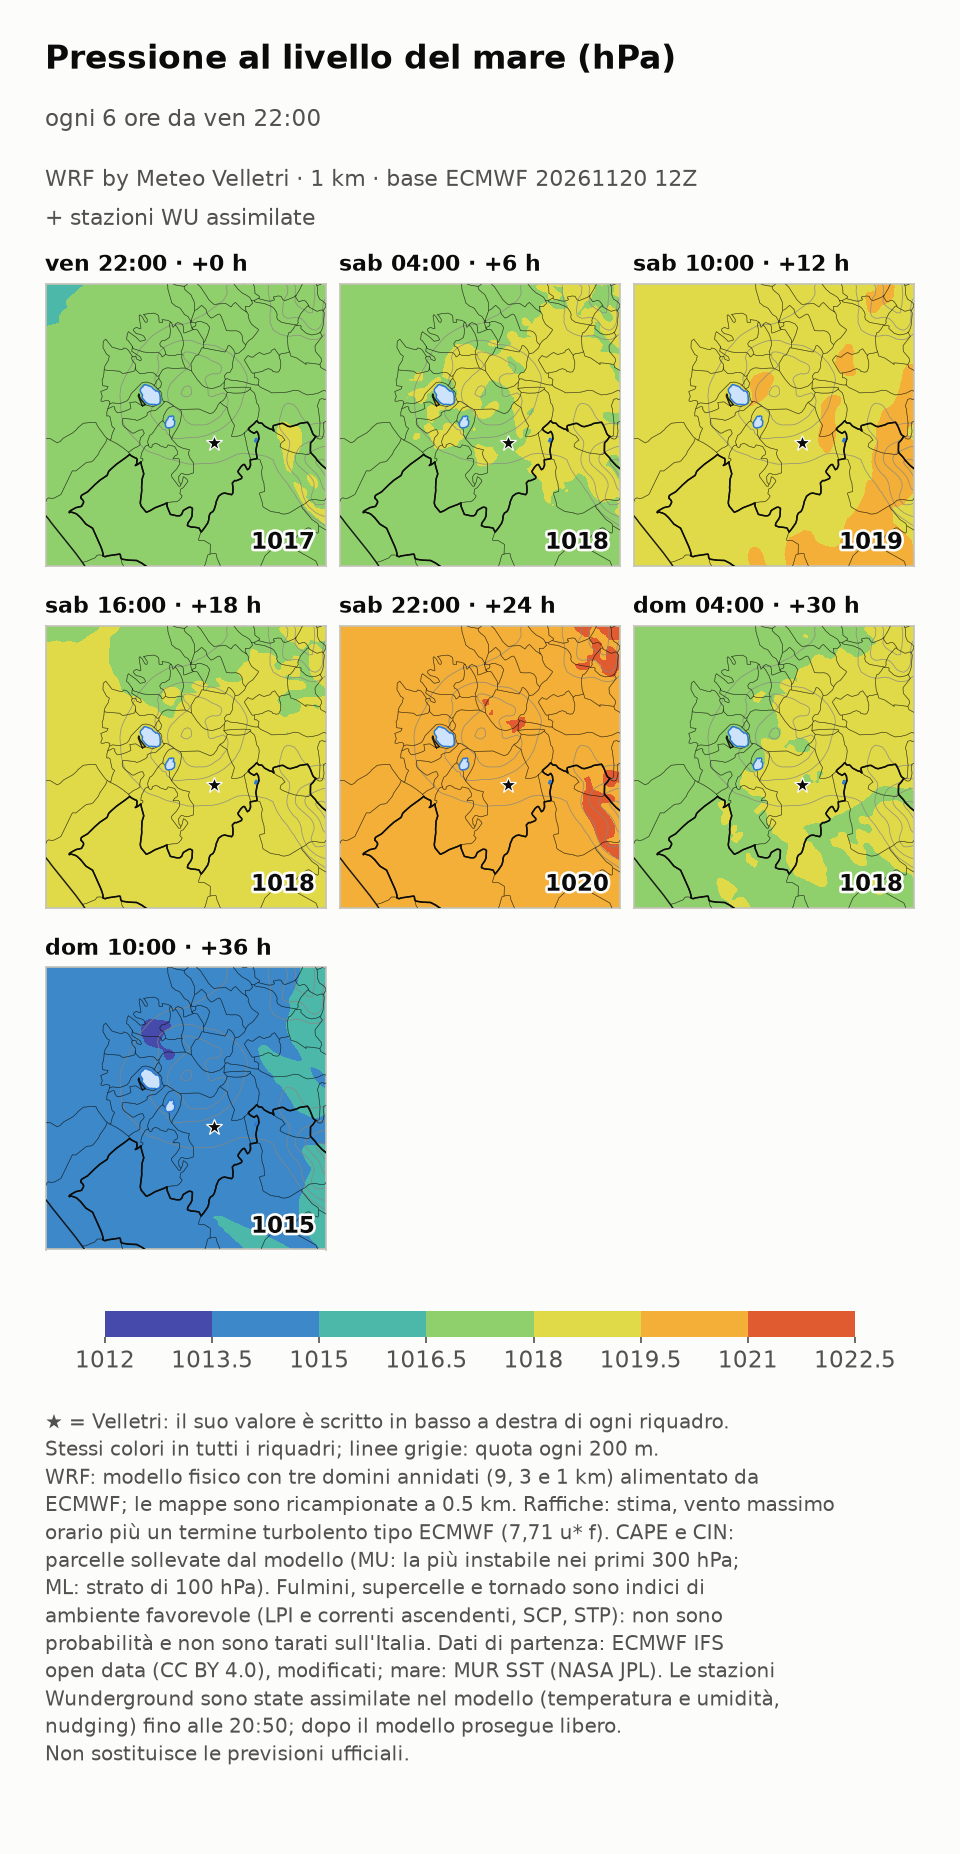 Pressione al livello del mare (hPa)
ogni 6 ore da ven 22:00
WRF by Meteo Velletri · 1 km · base ECMWF 20261120 12Z
+ stazioni WU assimilate
ven 22:00 · +0 h
sab 04:00 · +6 h
sab 10:00 · +12 h
1017
1018
1019
sab 16:00 · +18 h
sab 22:00 · +24 h
dom 04:00 · +30 h
1018
1020
1018
dom 10:00 · +36 h
1015
1012 1013.5 1015 1016.5 1018 1019.5 1021 1022.5
★ = Velletri: il suo valore è scritto in basso a destra di ogni riquadro.
Stessi colori in tutti i riquadri; linee grigie: quota ogni 200 m.
WRF: modello fisico con tre domini annidati (9, 3 e 1 km) alimentato da
ECMWF; le mappe sono ricampionate a 0.5 km. Raffiche: stima, vento massimo
orario più un termine turbolento tipo ECMWF (7,71 u* f). CAPE e CIN:
parcelle sollevate dal modello (MU: la più instabile nei primi 300 hPa;
ML: strato di 100 hPa). Fulmini, supercelle e tornado sono indici di
ambiente favorevole (LPI e correnti ascendenti, SCP, STP): non sono
probabilità e non sono tarati sull'Italia. Dati di partenza: ECMWF IFS
open data (CC BY 4.0), modificati; mare: MUR SST (NASA JPL). Le stazioni
Wunderground sono state assimilate nel modello (temperatura e umidità,
nudging) fino alle 20:50; dopo il modello prosegue libero.
Non sostituisce le previsioni ufficiali.